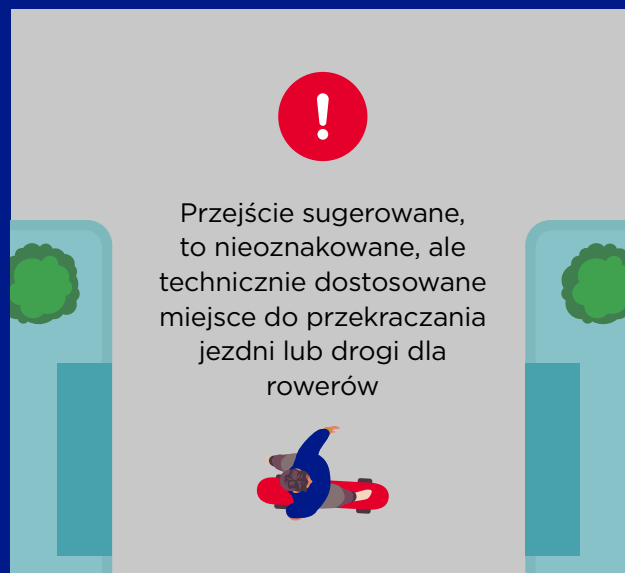 !
Przejście sugerowane,
to nieoznakowane, ale
technicznie dostosowane
miejsce do przekraczania
jezdni lub drogi dla
rowerów